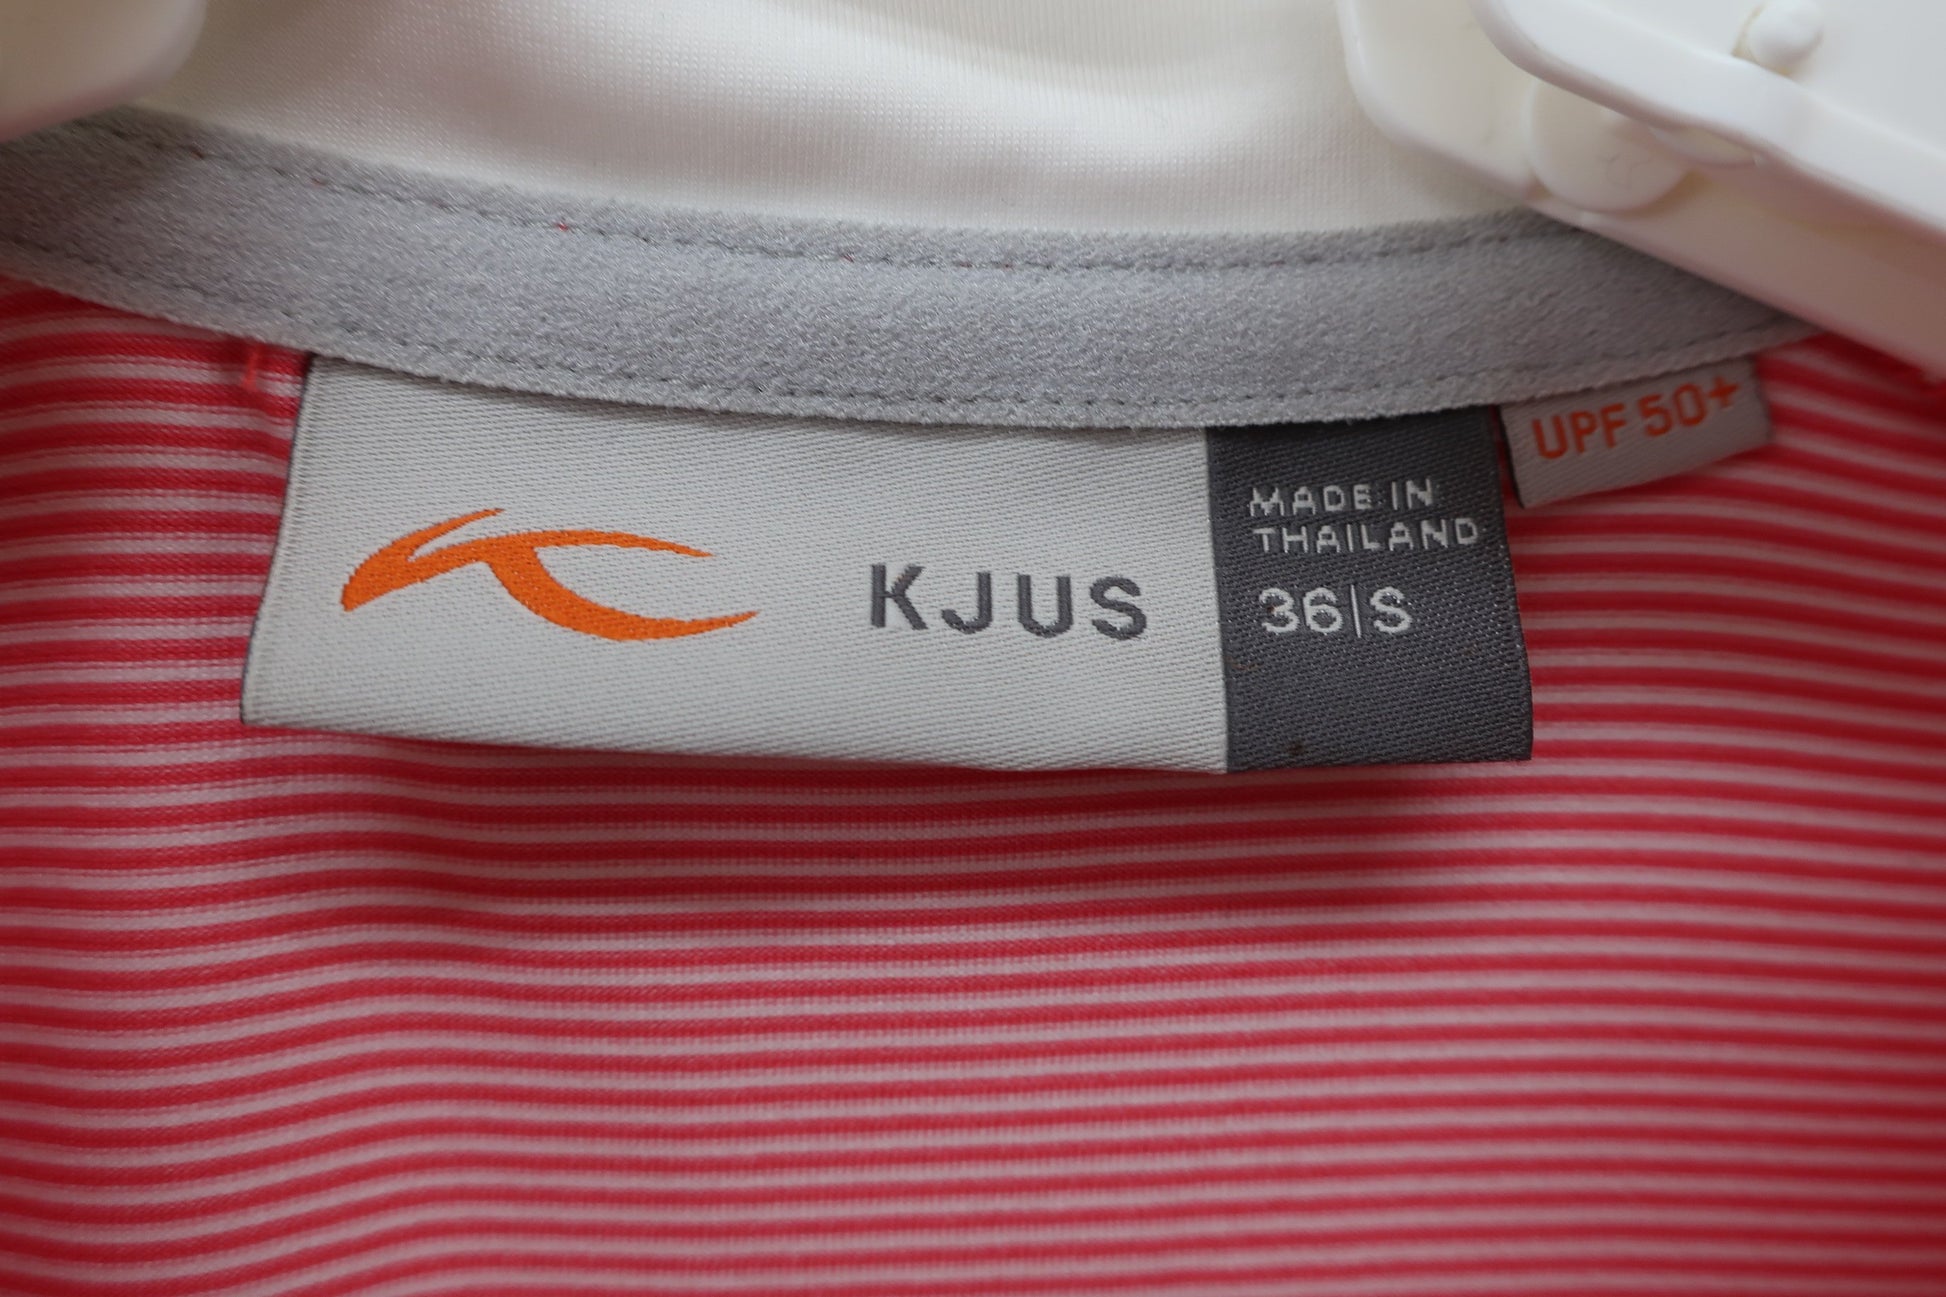 KJUS
MADE IN
THAILAND
36|S
UPF 50+